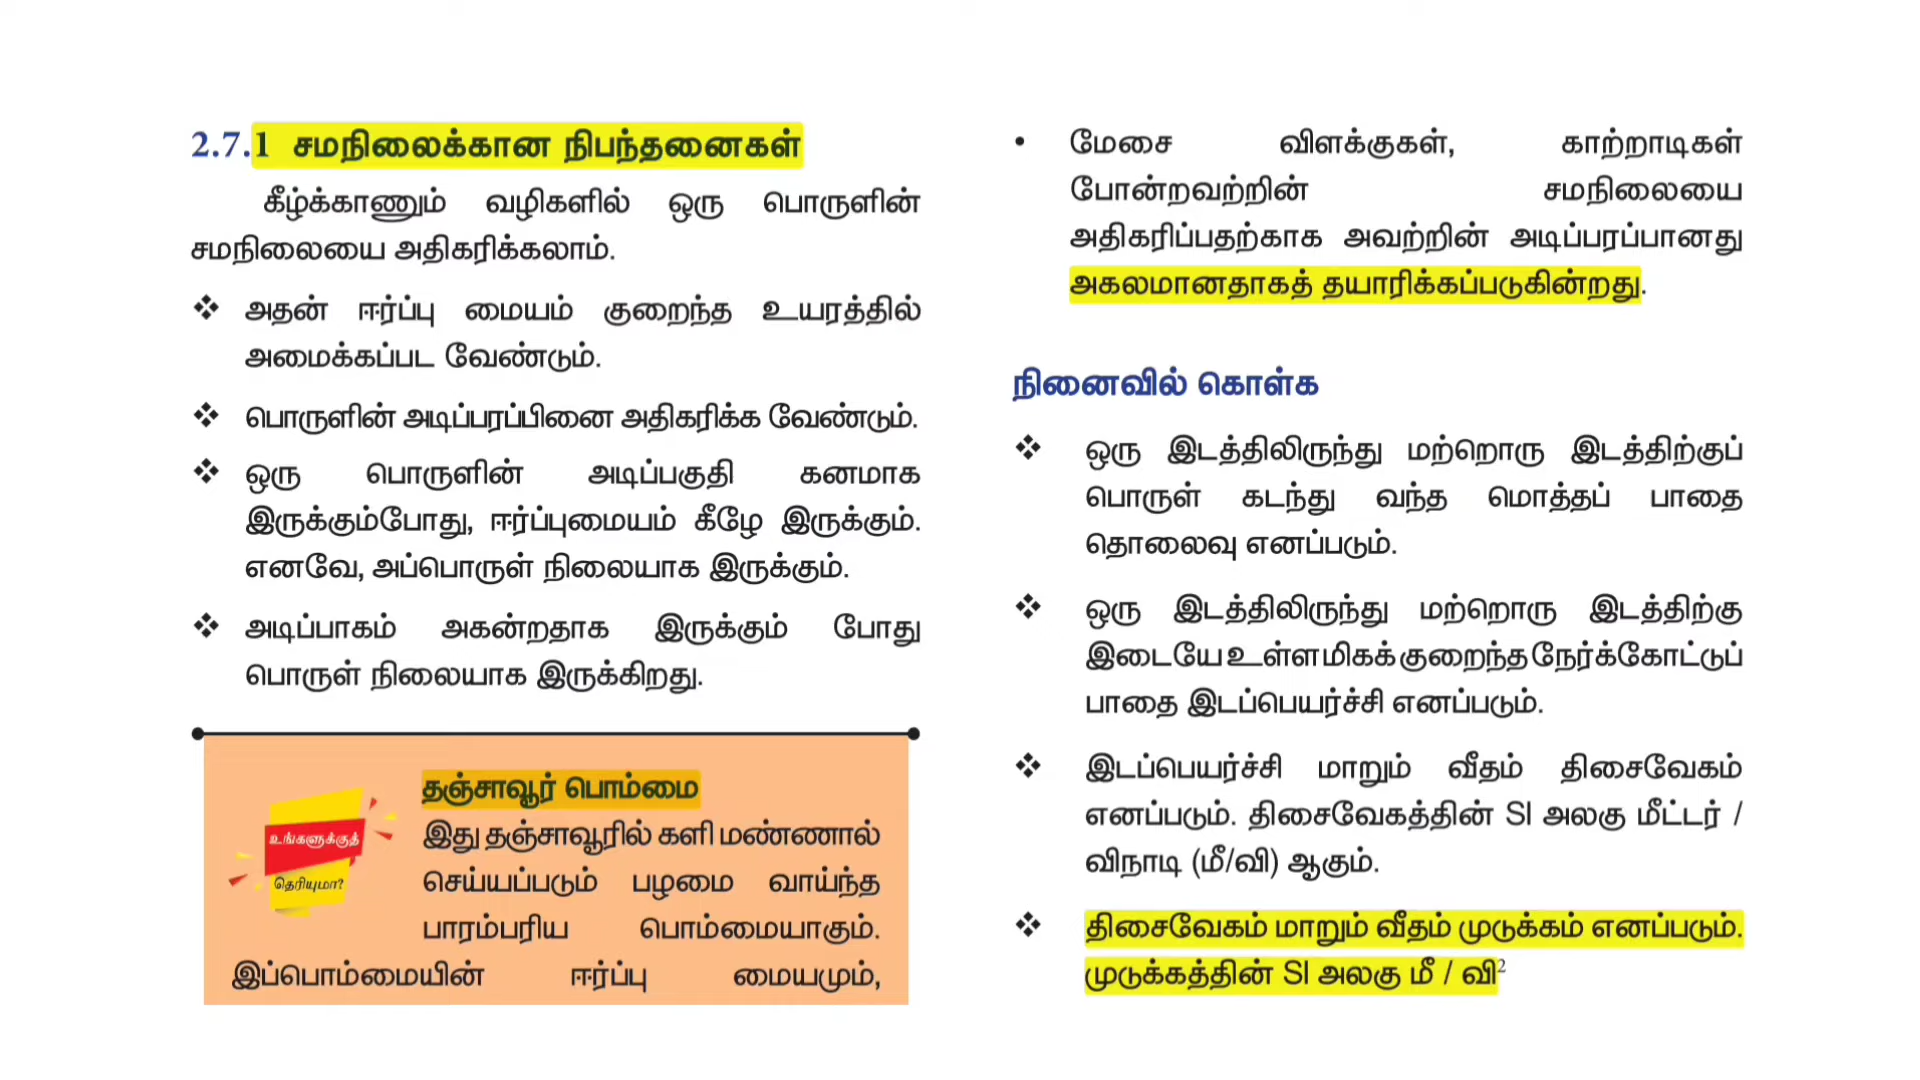 2.7.1 சமநிலைக்கான நிபந்தனைகள்
கீழ்க்காணும் வழிகளில் ஒரு பொருளின்
சமநிலையை அதிகரிக்கலாம்.
❖ அதன் ஈர்ப்பு மையம் குறைந்த உயரத்தில்
அமைக்கப்பட வேண்டும்.
❖ பொருளின் அடிப்பரப்பினை அதிகரிக்க வேண்டும்.
❖ ஒரு பொருளின் அடிப்பகுதி கனமாக
இருக்கும்போது, ஈர்ப்புமையம் கீழே இருக்கும்.
எனவே, அப்பொருள் நிலையாக இருக்கும்.
❖ அடிப்பாகம் அகன்றதாக இருக்கும் போது
பொருள் நிலையாக இருக்கிறது.
உங்களுக்குத்
தெரியுமா?
தஞ்சாவூர் பொம்மை
இது தஞ்சாவூரில் களி மண்ணால்
செய்யப்படும் பழமை வாய்ந்த
பாரம்பரிய பொம்மையாகும்.
இப்பொம்மையின் ஈர்ப்பு மையமும்,
• மேசை விளக்குகள், காற்றாடிகள்
போன்றவற்றின் சமநிலையை
அதிகரிப்பதற்காக அவற்றின் அடிப்பரப்பானது
அகலமானதாகத் தயாரிக்கப்படுகின்றது.
நினைவில் கொள்க
❖ ஒரு இடத்திலிருந்து மற்றொரு இடத்திற்குப்
பொருள் கடந்து வந்த மொத்தப் பாதை
தொலைவு எனப்படும்.
❖ ஒரு இடத்திலிருந்து மற்றொரு இடத்திற்கு
இடையே உள்ள மிகக் குறைந்த நேர்க்கோட்டுப்
பாதை இடப்பெயர்ச்சி எனப்படும்.
❖ இடப்பெயர்ச்சி மாறும் வீதம் திசைவேகம்
எனப்படும். திசைவேகத்தின் SI அலகு மீட்டர் /
விநாடி (மீ/வி) ஆகும்.
❖ திசைவேகம் மாறும் வீதம் முடுக்கம் எனப்படும்.
முடுக்கத்தின் SI அலகு மீ / வி²